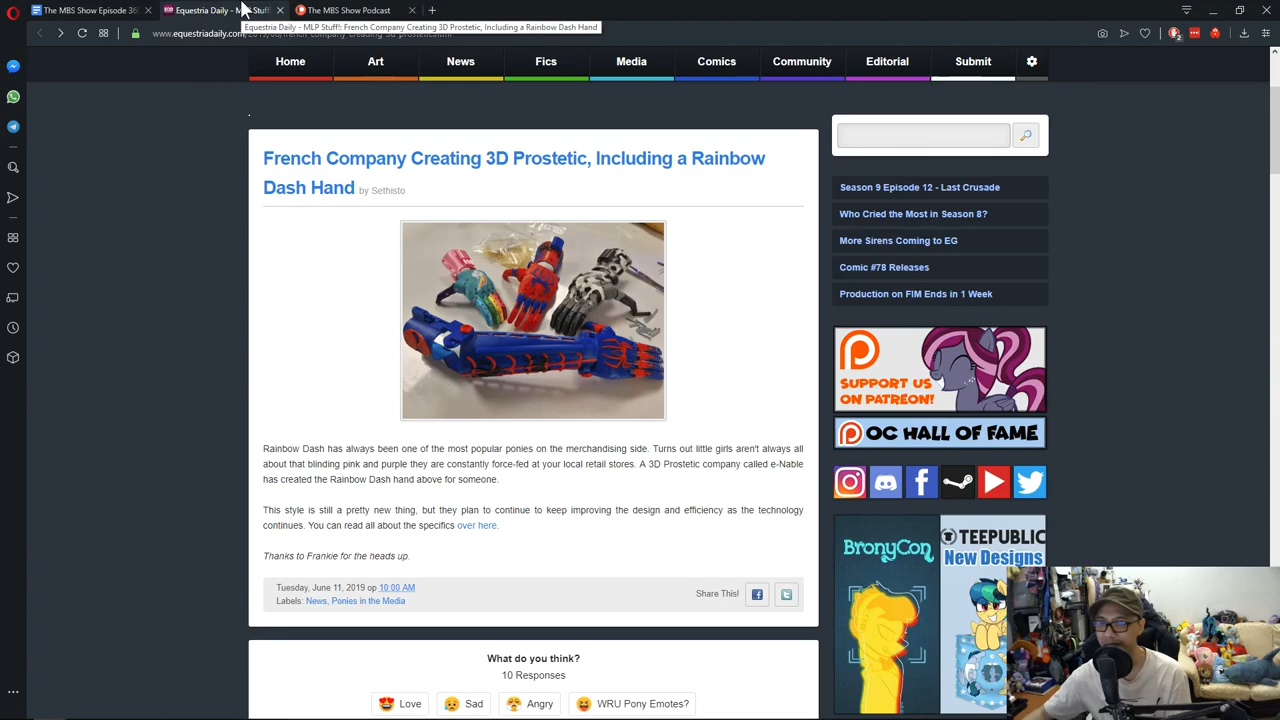 The MBS Show Episode 36
Equestria Daily - MLP Stuff!:
The MBS Show Podcast
Equestria Daily - MLP Stuff!: French Company Creating 3D Prostetic, Including a Rainbow Dash Hand
www.equestriadaily.com
Home Art News Fics Media Comics Community Editorial Submit
French Company Creating 3D Prostetic, Including a Rainbow
Dash Hand by Sethisto
Season 9 Episode 12 - Last Crusade
Who Cried the Most in Season 8?
More Sirens Coming to EG
Comic #78 Releases
Production on FIM Ends in 1 Week
SUPPORT US
ON PATREON!
OC HALL OF FAME
Rainbow Dash has always been one of the most popular ponies on the merchandising side. Turns out little girls aren't always all
about that blinding pink and purple they are constantly force-fed at your local retail stores. A 3D Prostetic company called e-Nable
has created the Rainbow Dash hand above for someone.
This style is still a pretty new thing, but they plan to continue to keep improving the design and efficiency as the technology
continues. You can read all about the specifics over here.
Thanks to Frankie for the heads up.
BronyCon
TEEPUBLIC
New Designs
Tuesday, June 11, 2019 op 10:00 AM
Labels: News, Ponies in the Media
Share This!
What do you think?
10 Responses
Love Sad Angry WRU Pony Emotes?